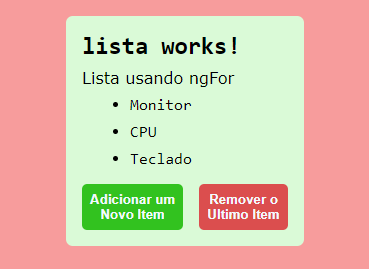 lista works!
Lista usando ngFor
Monitor
CPU
Teclado
Adicionar um
Novo Item
Remover o
Ultimo Item